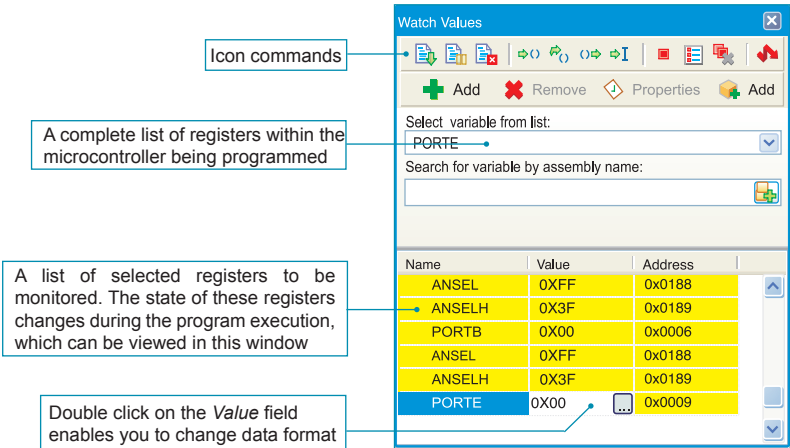 Watch Values
Icon commands
Add Remove Properties Add
A complete list of registers within the
microcontroller being programmed
Select variable from list:
PORTE
Search for variable by assembly name:
Name Value Address
ANSEL 0XFF 0x0188
ANSELH 0X3F 0x0189
PORTB 0X00 0x0006
ANSEL 0XFF 0x0188
ANSELH 0X3F 0x0189
PORTE 0X00 ... 0x0009
A list of selected registers to be
monitored. The state of these registers
changes during the program execution,
which can be viewed in this window
Double click on the Value field
enables you to change data format